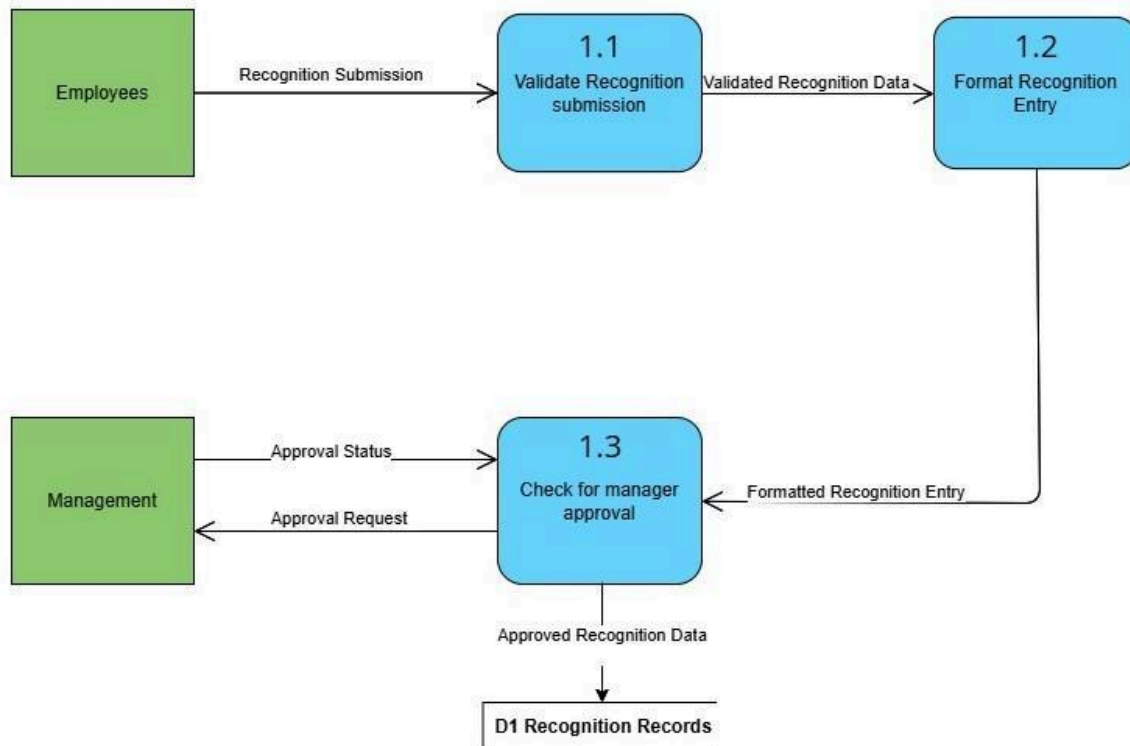 Employees
Recognition Submission
1.1
Validate Recognition
submission
Validated Recognition Data
1.2
Format Recognition
Entry
Management
Approval Status
Approval Request
1.3
Check for manager
approval
Formatted Recognition Entry
Approved Recognition Data
D1 Recognition Records